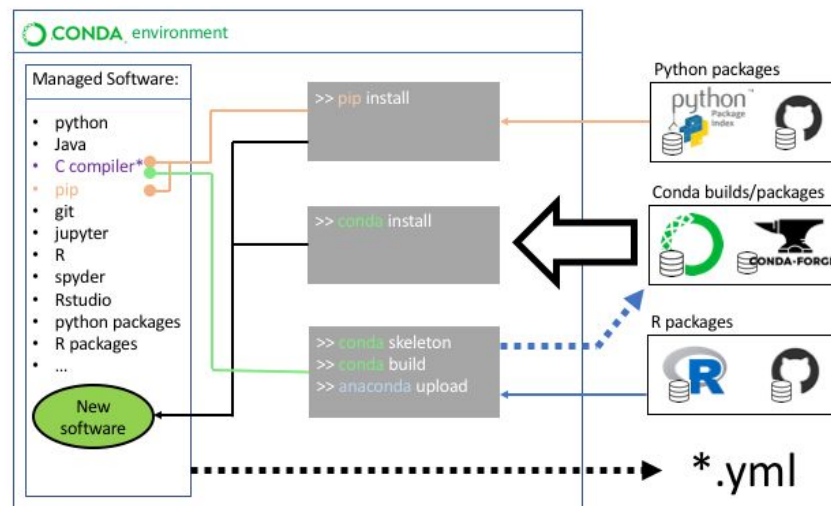 CONDA environment
Managed Software:
• python
• Java
• C compiler*
• pip
• git
• jupyter
• R
• spyder
• Rstudio
• python packages
• R packages
• ...
New
software
>> pip install
>> conda install
>> conda skeleton
>> conda build
>> anaconda upload
Python packages
python™
Package
Index
Conda builds/packages
CONDA-FORGE
R packages
R
*.yml